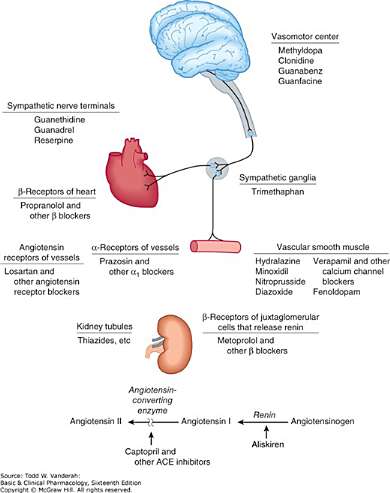 Vasomotor center
Methyldopa
Clonidine
Guanabenz
Guanfacine
Sympathetic nerve terminals
Guanethidine
Guanadrel
Reserpine
Sympathetic ganglia
Trimethaphan
β-Receptors of heart
Propranolol and
other β blockers
Angiotensin
receptors of vessels
Losartan and
other angiotensin
receptor blockers
α-Receptors of vessels
Prazosin and
other α1 blockers
Vascular smooth muscle
Hydralazine
Minoxidil
Nitroprusside
Diazoxide
Verapamil and other
calcium channel
blockers
Fenoldopam
Kidney tubules
Thiazides, etc
β-Receptors of juxtaglomerular
cells that release renin
Metoprolol and
other β blockers
Angiotensin-
converting
enzyme
Renin
Angiotensin II
Angiotensin I
Angiotensinogen
Captopril and
other ACE inhibitors
Aliskiren
Source: Todd W. Vanderah:
Basic & Clinical Pharmacology, Sixteenth Edition
Copyright © McGraw Hill. All rights reserved.